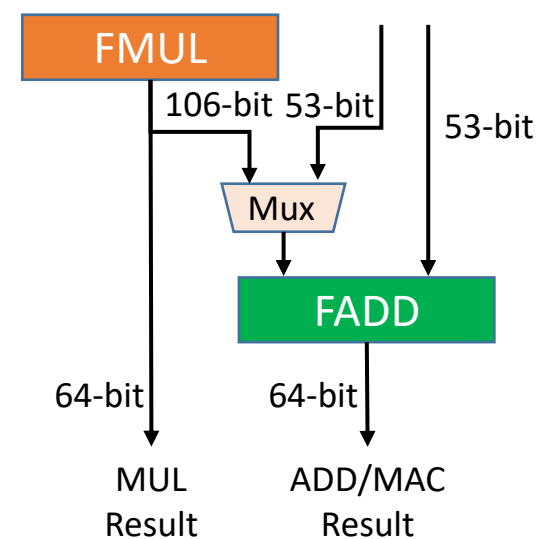 FMUL
106-bit
53-bit
53-bit
Mux
FADD
64-bit
64-bit
MUL
Result
ADD/MAC
Result